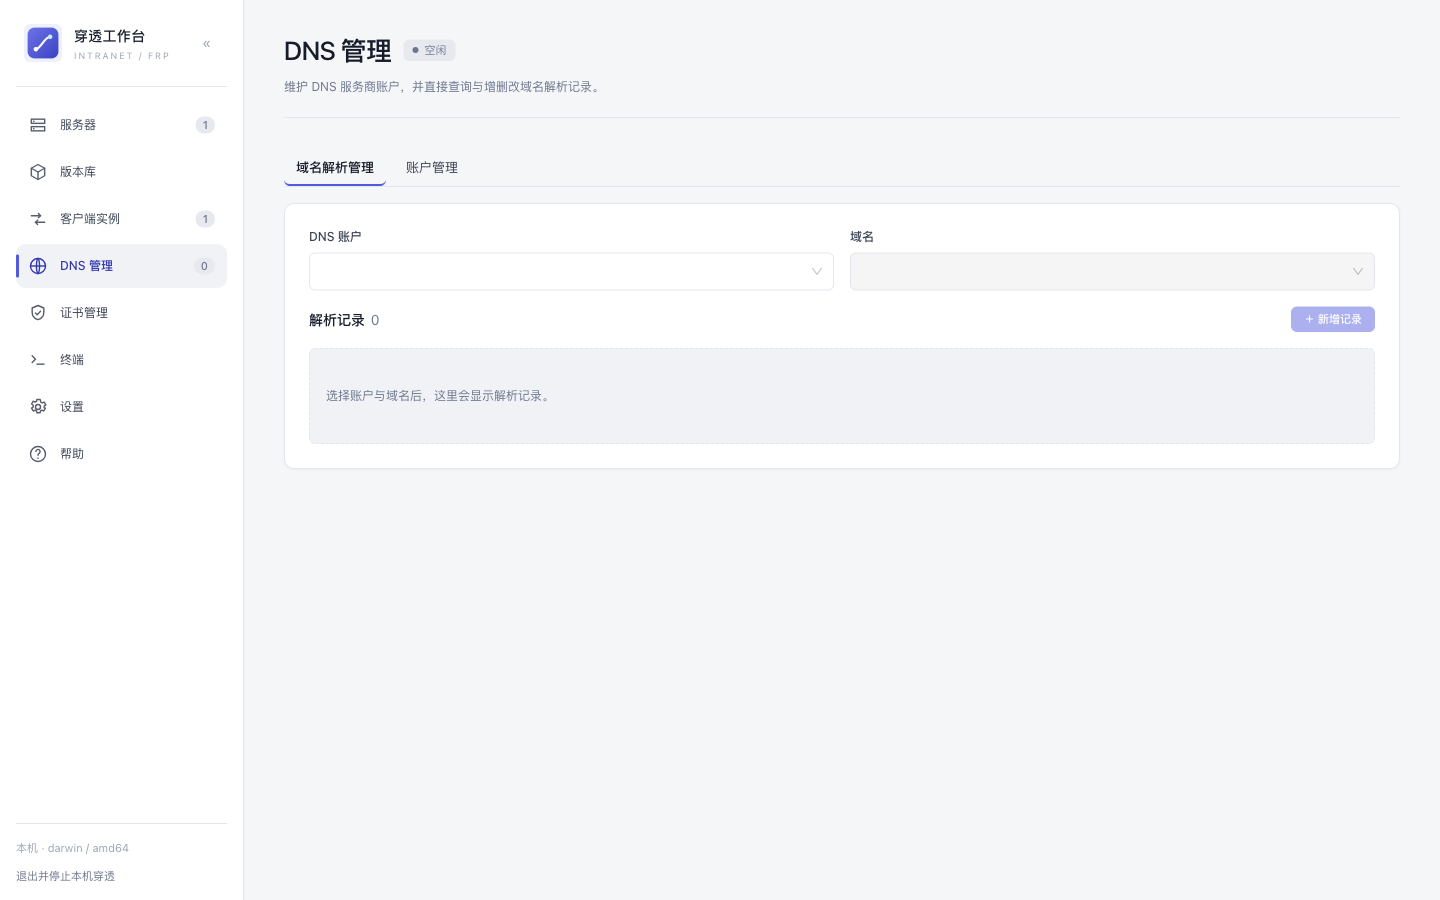 穿透工作台
INTRANET / FRP
«
服务器 1
版本库
客户端实例 1
DNS 管理 0
证书管理
终端
设置
帮助
本机 · darwin / amd64
退出并停止本机穿透
DNS 管理 空闲
维护 DNS 服务商账户，并直接查询与增删改域名解析记录。
域名解析管理 账户管理
DNS 账户 域名
解析记录 0 + 新增记录
选择账户与域名后，这里会显示解析记录。